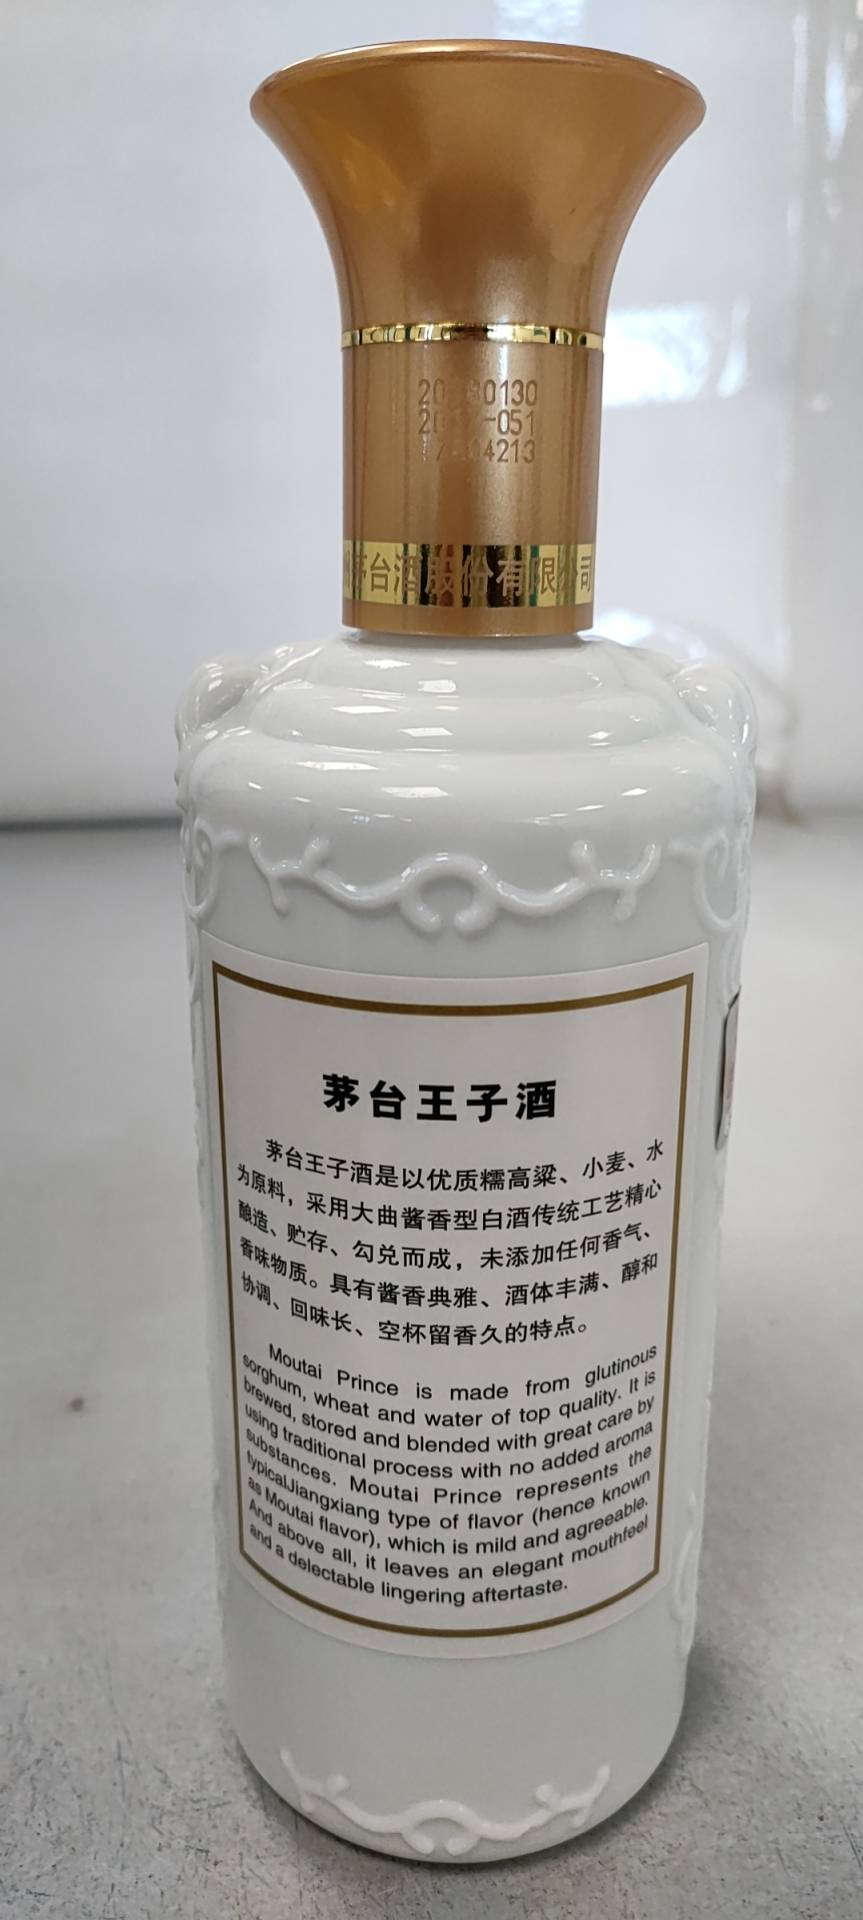 0130
-051
4213
茅台酒股份有限公司
茅台王子酒
茅台王子酒是以优质糯高粱、小麦、水
为原料，采用大曲酱香型白酒传统工艺精心
酿造、贮存、勾兑而成，未添加任何香气、
香味物质。具有酱香典雅、酒体丰满、醇和
协调、回味长、空杯留香久的特点。
Moutai Prince is made from glutinous
sorghum, wheat and water of top quality. It is
brewed, stored and blended with great care by
using traditional process with no added aroma
substances. Moutai Prince represents the
typicalJiangxiang type of flavor (hence known
as Moutai flavor), which is mild and agreeable.
And above all, it leaves an elegant mouthfeel
and a delectable lingering aftertaste.